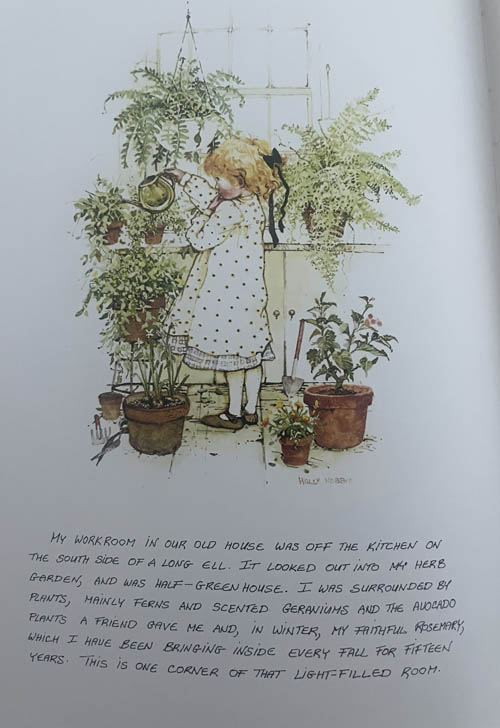 HOLLY HOBBIE
MY WORKROOM IN OUR OLD HOUSE WAS OFF THE KITCHEN ON
THE SOUTH SIDE OF A LONG ELL. IT LOOKED OUT INTO MY HERB
GARDEN, AND WAS HALF-GREENHOUSE. I WAS SURROUNDED BY
PLANTS, MAINLY FERNS AND SCENTED GERANIUMS AND THE AVOCADO
PLANTS A FRIEND GAVE ME AND, IN WINTER, MY FAITHFUL ROSEMARY,
WHICH I HAVE BEEN BRINGING INSIDE EVERY FALL FOR FIFTEEN
YEARS. THIS IS ONE CORNER OF THAT LIGHT-FILLED ROOM.